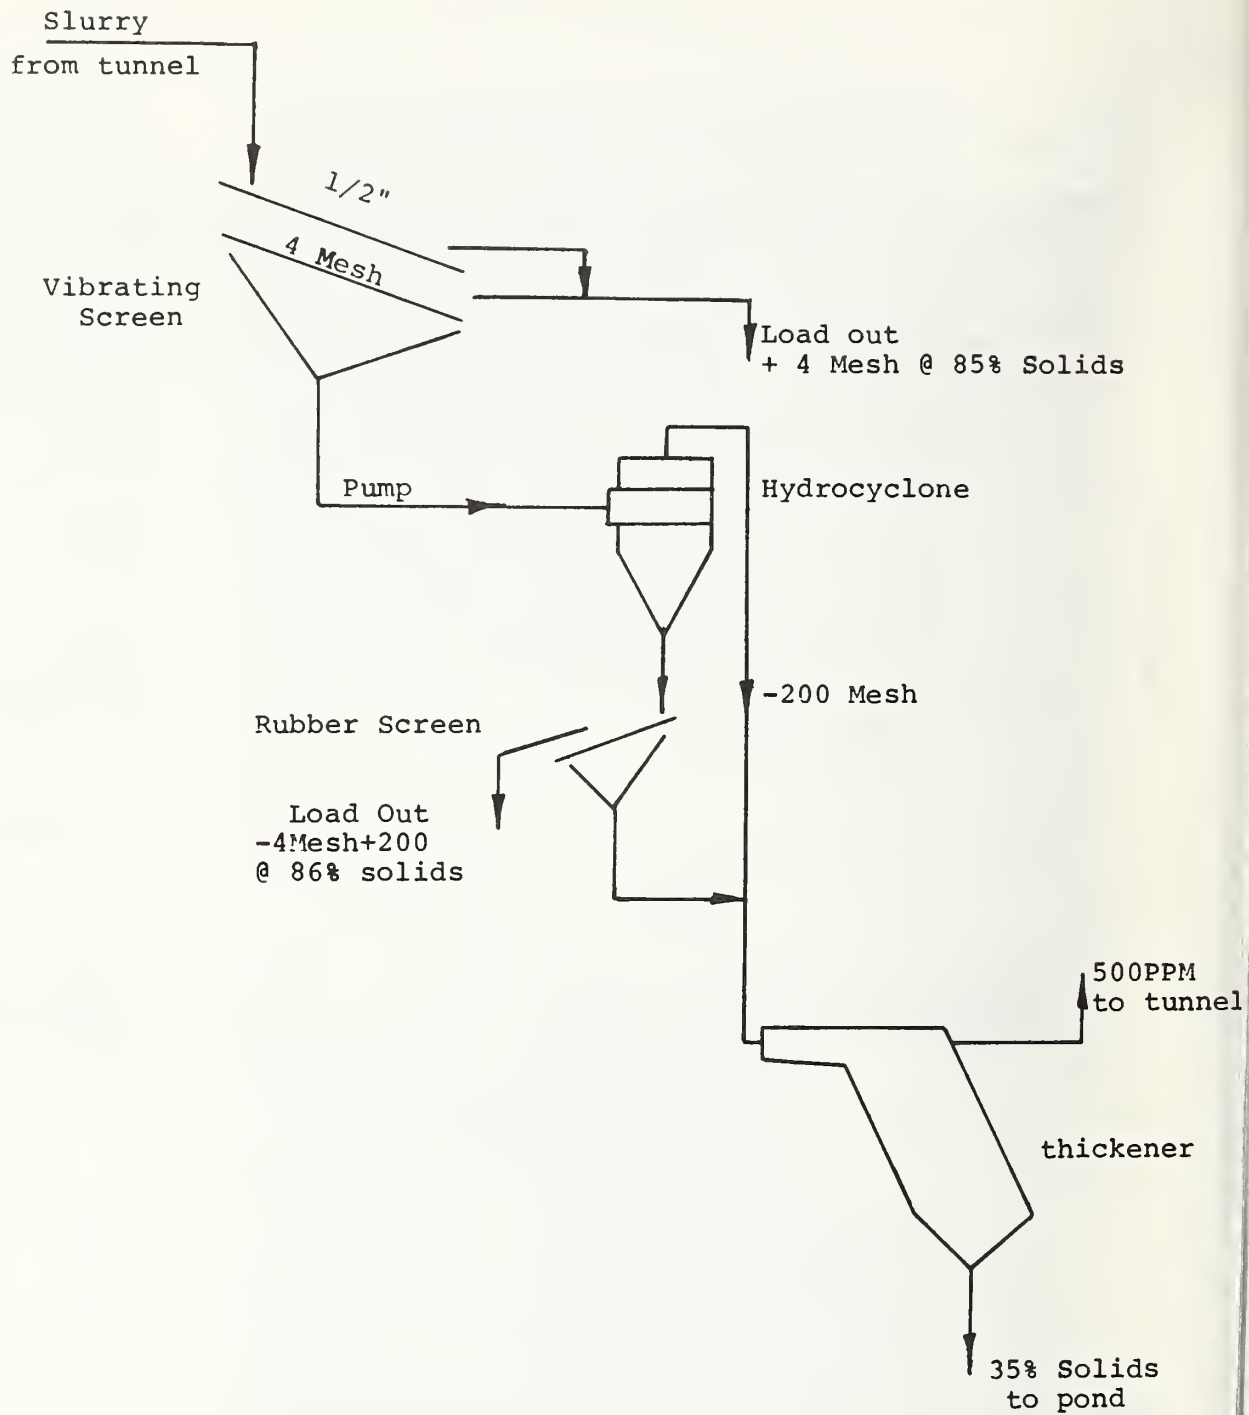 Slurry
from tunnel
1/2"
4 Mesh
Vibrating
Screen
Load out
+ 4 Mesh @ 85% Solids
Pump
Hydrocyclone
-200 Mesh
Rubber Screen
Load Out
-4Mesh+200
@ 86% solids
500PPM
to tunnel
thickener
35% Solids
to pond